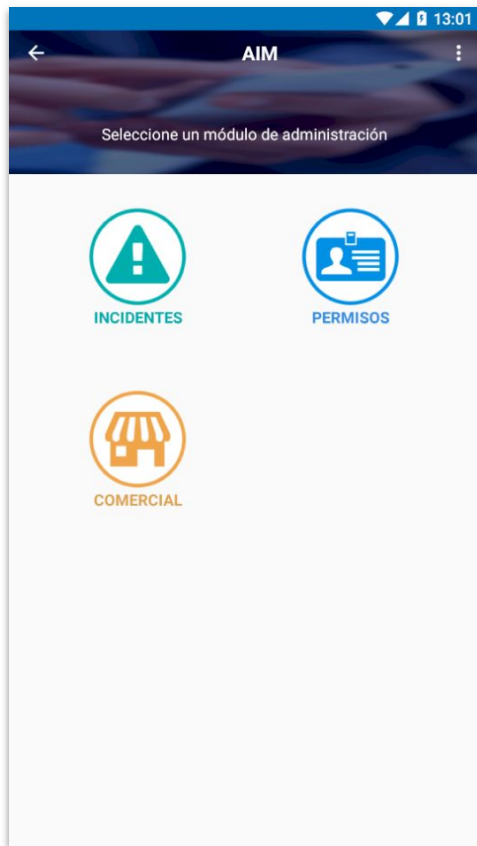 13:01
AIM
Seleccione un módulo de administración
INCIDENTES
PERMISOS
COMERCIAL